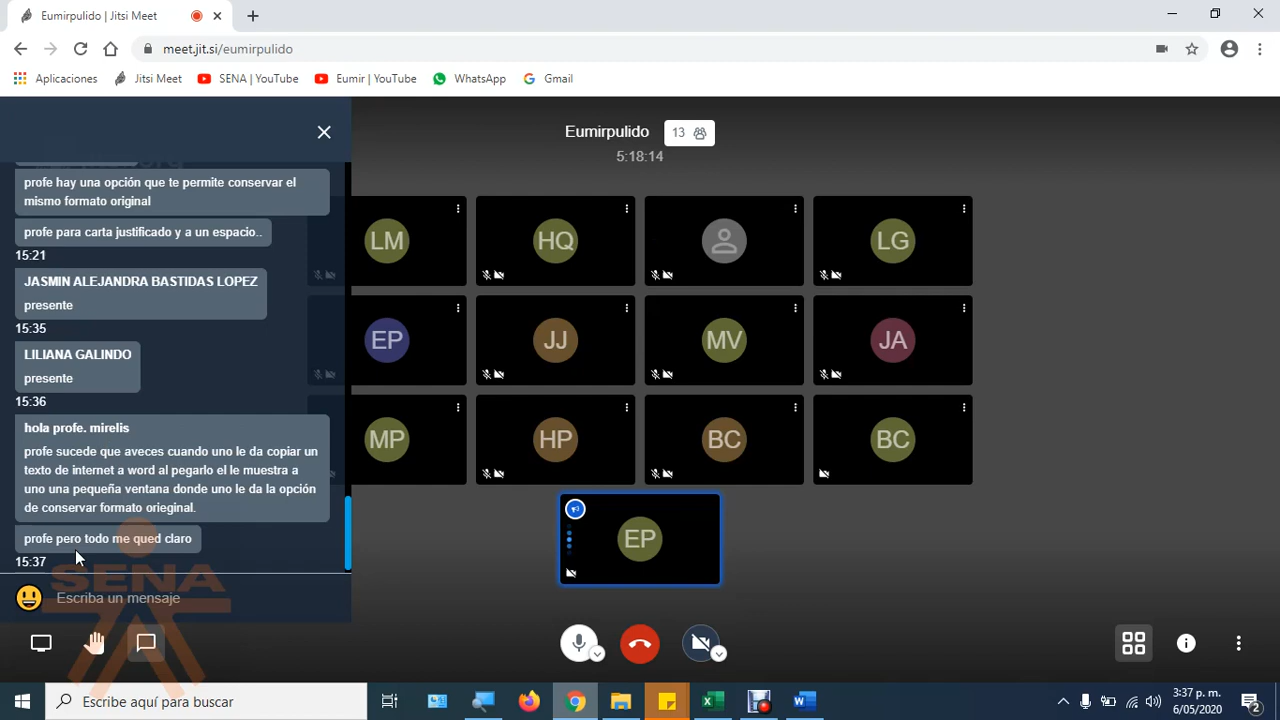 Eumirpulido | Jitsi Meet
meet.jit.si/eumirpulido
Aplicaciones
Jitsi Meet
SENA | YouTube
Eumir | YouTube
WhatsApp
Gmail
Eumirpulido
13
5:18:14
profe hay una opción que te permite conservar el
mismo formato original
profe para carta justificado y a un espacio..
15:21
JASMIN ALEJANDRA BASTIDAS LOPEZ
presente
15:35
LILIANA GALINDO
presente
15:36
hola profe. mirelis
profe sucede que aveces cuando uno le da copiar un
texto de internet a word al pegarlo el le muestra a
uno una pequeña ventana donde uno le da la opción
de conservar formato orieginal.
profe pero todo me qued claro
15:37
SENA
Escriba un mensaje
LM
HQ
LG
EP
JJ
MV
JA
MP
HP
BC
BC
EP
Escribe aquí para buscar
3:37 p. m.
6/05/2020
2